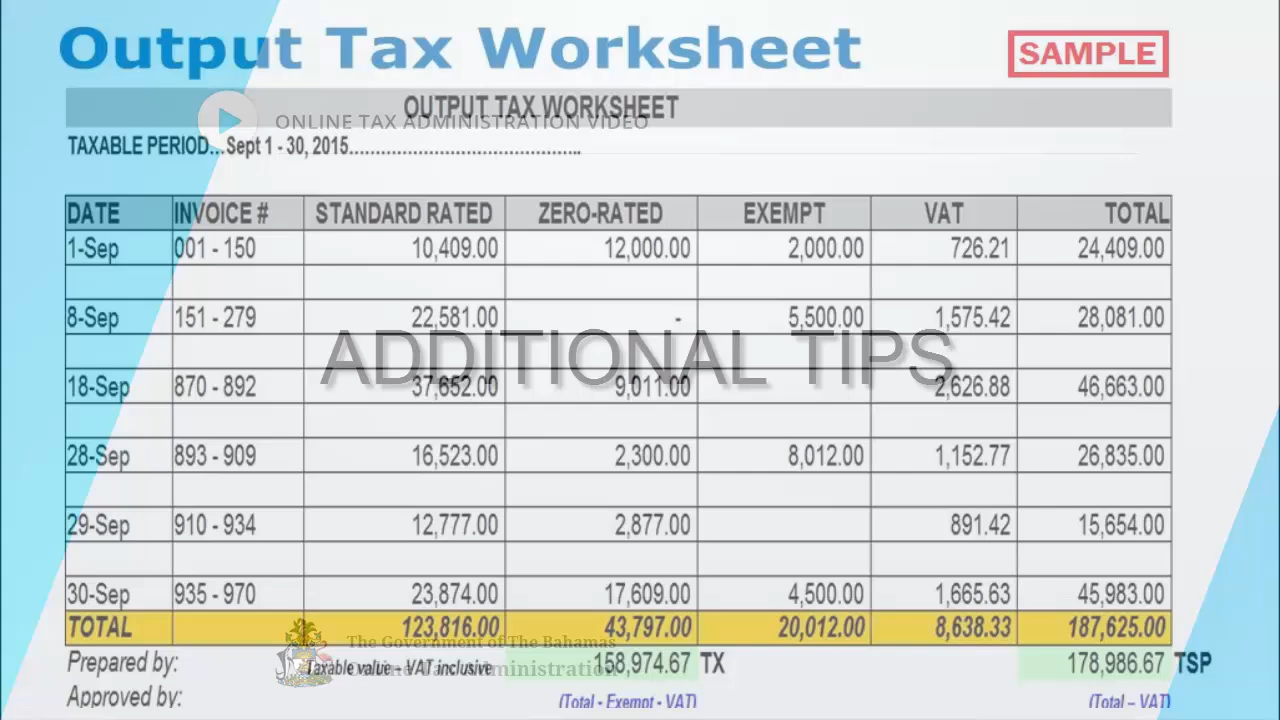 Output Tax Worksheet
SAMPLE
OUTPUT TAX WORKSHEET
ONLINE TAX ADMINISTRATION VIDEO
TAXABLE PERIOD...Sept 1 - 30, 2015...........................................
DATE INVOICE # STANDARD RATED ZERO-RATED EXEMPT VAT TOTAL
1-Sep 001 - 150 10,409.00 12,000.00 2,000.00 726.21 24,409.00
8-Sep 151 - 279 22,581.00 - 5,500.00 1,575.42 28,081.00
ADDITIONAL TIPS
18-Sep 870 - 892 37,652.00 9,011.00 2,626.88 46,663.00
28-Sep 893 - 909 16,523.00 2,300.00 8,012.00 1,152.77 26,835.00
29-Sep 910 - 934 12,777.00 2,877.00 891.42 15,654.00
30-Sep 935 - 970 23,874.00 17,609.00 4,500.00 1,665.63 45,983.00
TOTAL 123,816.00 43,797.00 20,012.00 8,638.33 187,625.00
The Government of The Bahamas
Online Tax Administration
Prepared by: Taxable value – VAT inclusive 158,974.67 TX 178,986.67 TSP
Approved by: (Total - Exempt - VAT) (Total – VAT)